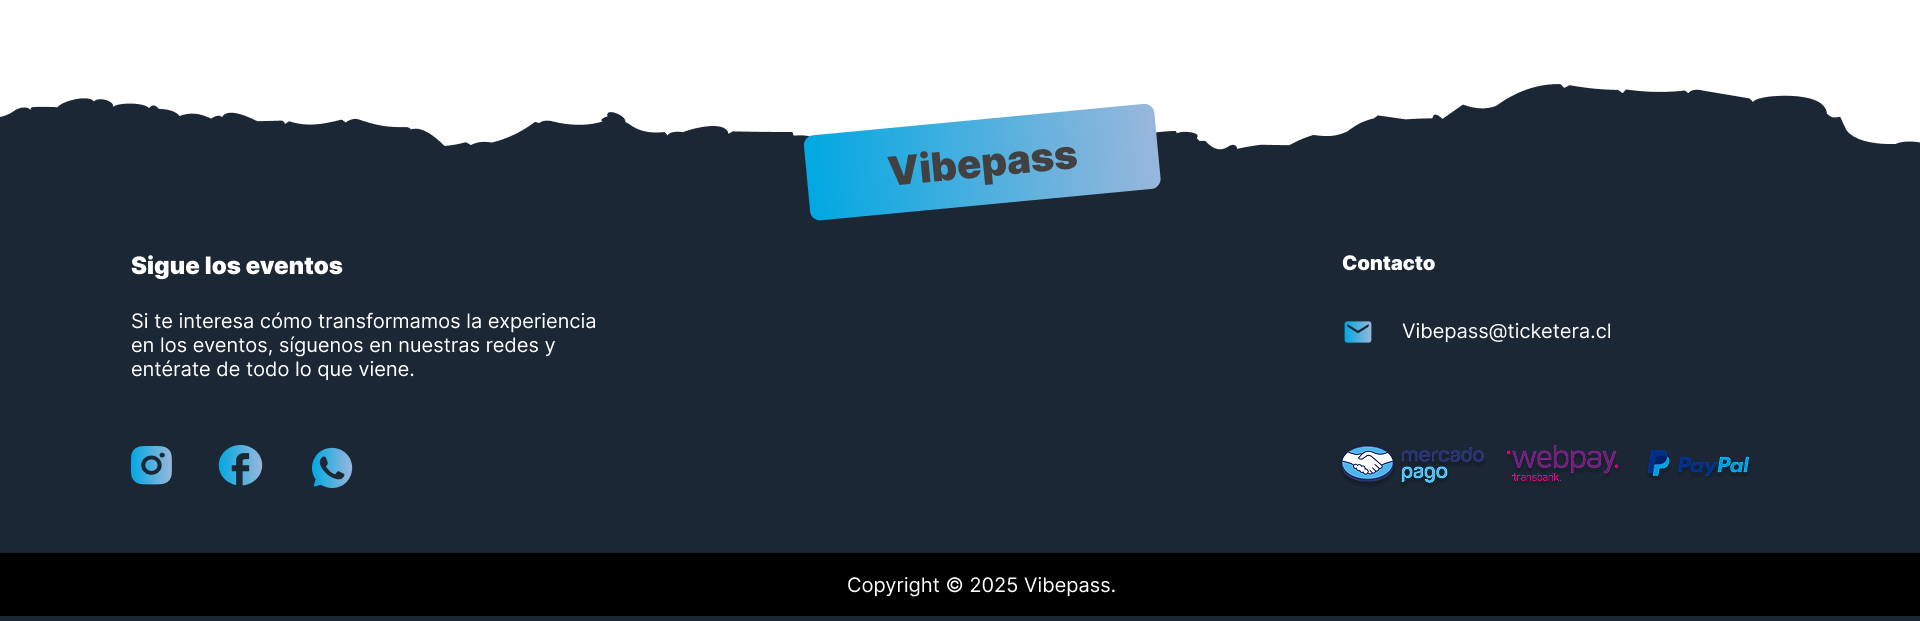 Vibepass
Sigue los eventos
Si te interesa cómo transformamos la experiencia
en los eventos, síguenos en nuestras redes y
entérate de todo lo que viene.
Contacto
Vibepass@ticketera.cl
mercado
pago
webpay.
transbank.
PayPal
Copyright © 2025 Vibepass.